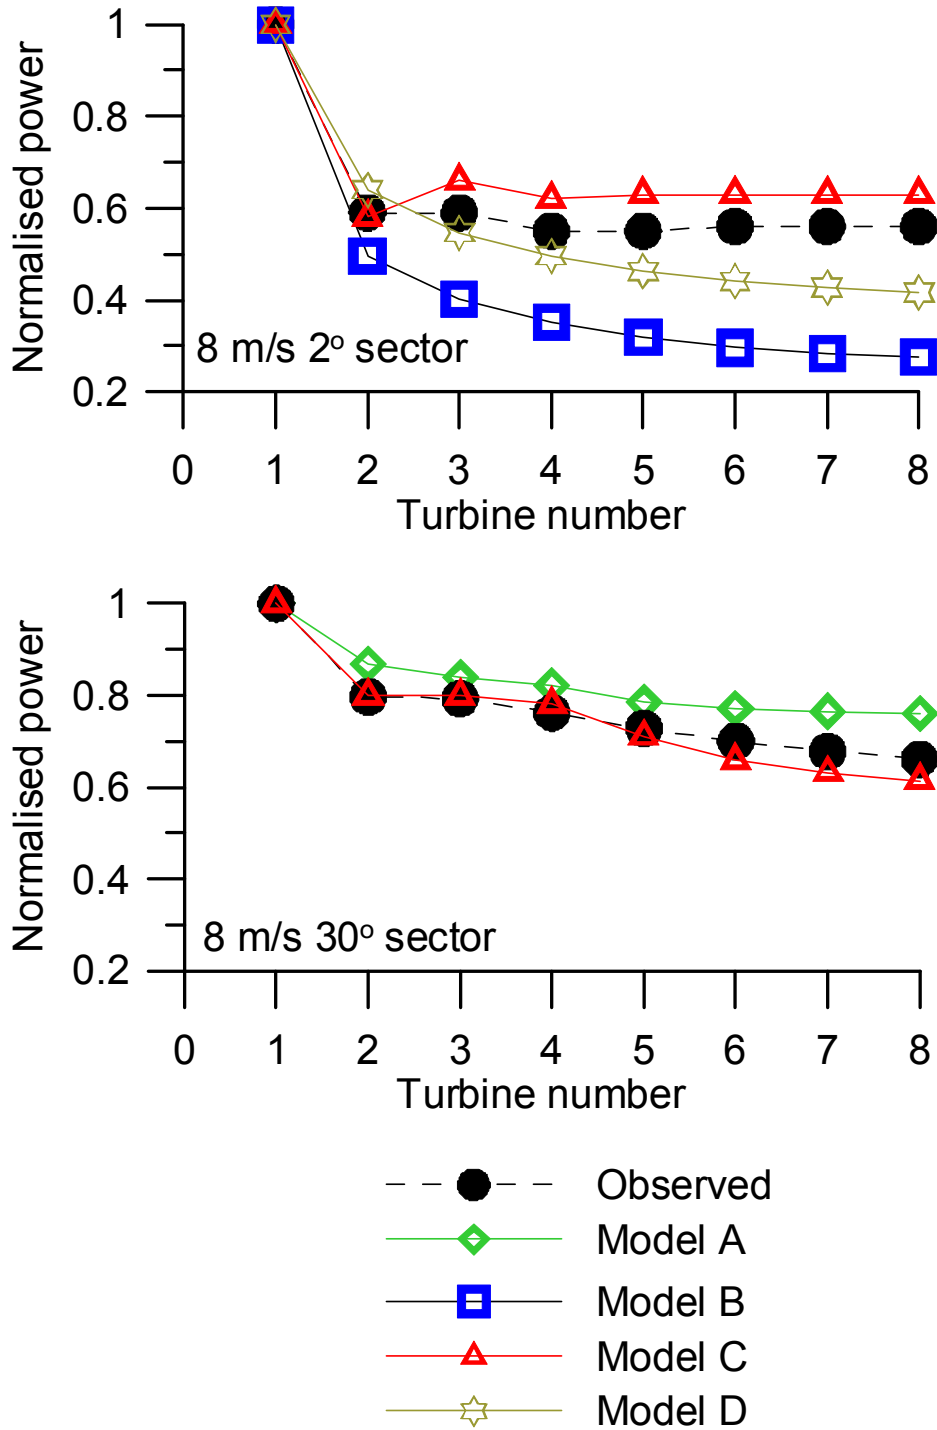 Normalised power
1
0.8
0.6
0.4
0.2
8 m/s 2º sector
0 1 2 3 4 5 6 7 8
Turbine number
Normalised power
1
0.8
0.6
0.4
0.2
8 m/s 30º sector
0 1 2 3 4 5 6 7 8
Turbine number
Observed
Model A
Model B
Model C
Model D